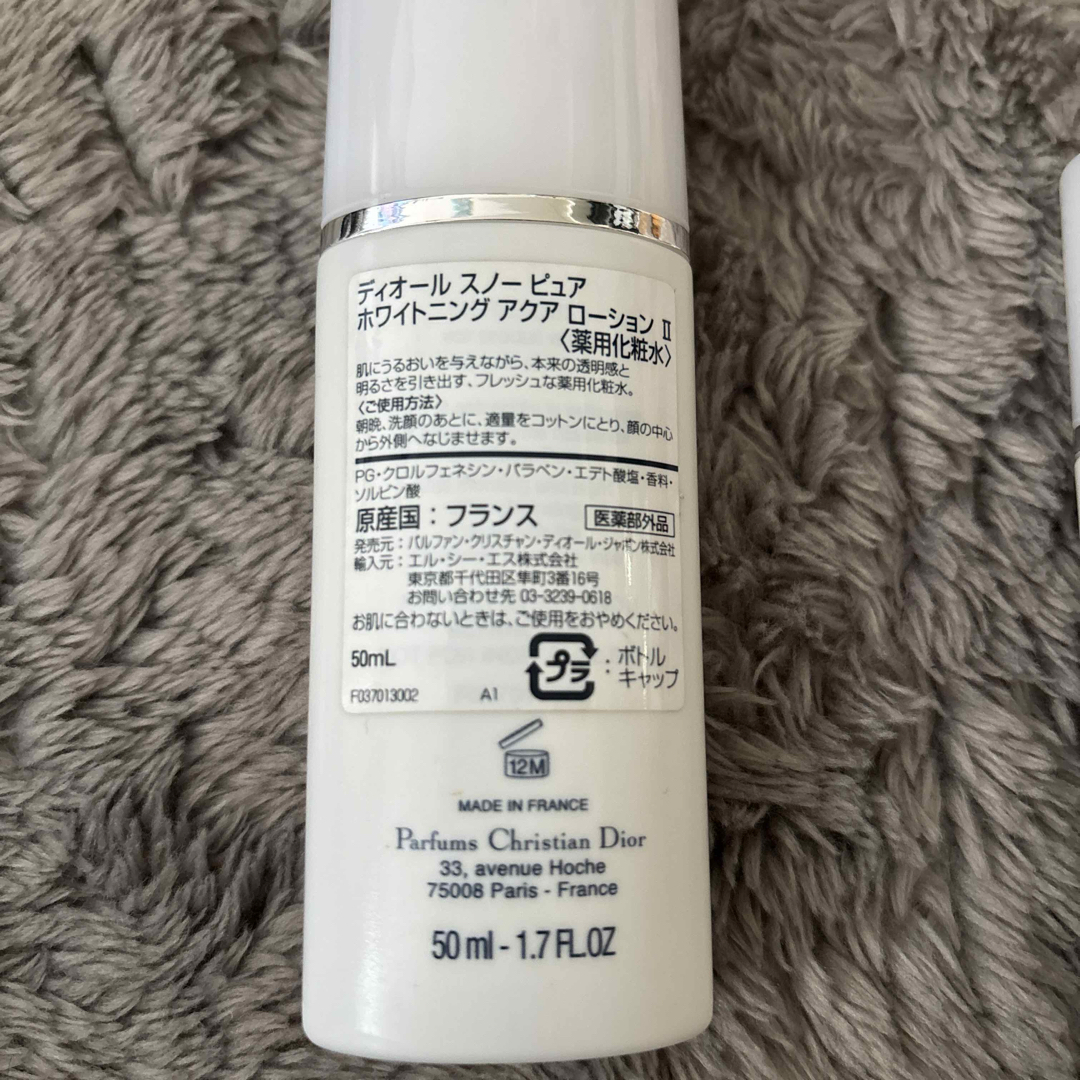 ディオール スノー ピュア
ホワイトニング アクア ローション Ⅱ
〈薬用化粧水〉
肌にうるおいを与えながら、本来の透明感と
明るさを引き出す、フレッシュな薬用化粧水。
〈ご使用方法〉
朝晩、洗顔のあとに、適量をコットンにとり、顔の中心
から外側へなじませます。
PG・クロルフェネシン・パラベン・エデト酸塩・香料・
ソルビン酸
原産国：フランス 医薬部外品
発売元：パルファン・クリスチャン・ディオール・ジャポン株式会社
輸入元：エル・シー・エス株式会社
東京都千代田区隼町3番16号
お問い合わせ先 03-3239-0618
お肌に合わないときは、ご使用をおやめください。
50mL プラ：ボトル
キャップ
F037013002 A1
12M
MADE IN FRANCE
Parfums Christian Dior
33, avenue Hoche
75008 Paris - France
50 ml - 1.7 FL.OZ